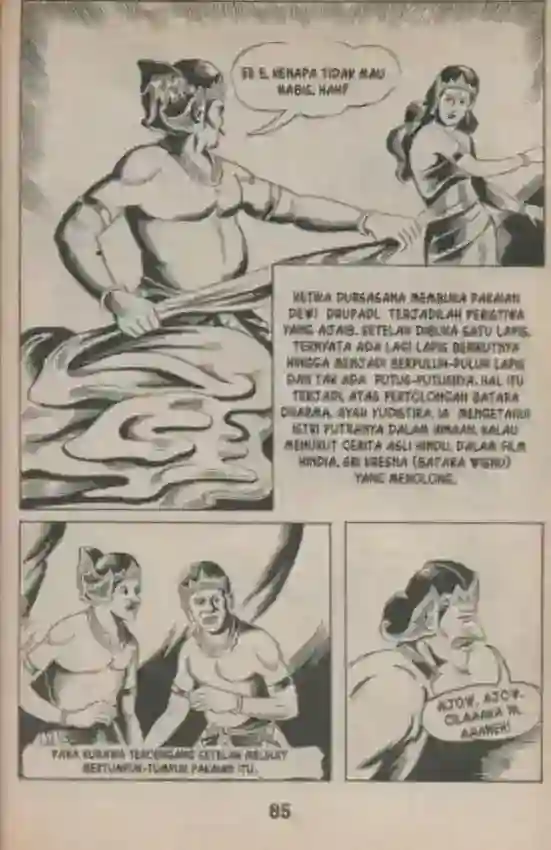 EE E, KENAPA TIDAK MAU
HABIS, HAH?
KETIKA DURSASANA MEMBUKA PAKAIAN
DEWI DRUPADI, TERJADILAH PERISTIWA
YANG AJAIB. SETELAH DIBUKA SATU LAPIS,
TERNYATA ADA LAGI LAPIS BERIKUTNYA
HINGGA MENJADI BERPULUH-PULUH LAPIS
DAN TAK ADA PUTUS-PUTUSNYA. HAL ITU
TERJADI, ATAS PERTOLONGAN BATARA
DHARMA, AYAH YUDISTIRA. IA MENGETAHUI
ISTRI PUTRANYA DALAM HINAAN. KALAU
MENURUT CERITA ASLI HINDU, DALAM FILM
HINDIA, SRI KRESNA (BATARA WISNU)
YANG MENOLONG.
PARA KURAWA TERCENGANG SETELAH MELIHAT
BERTUMPUK-TUMPUK PAKAIAN ITU.
AJOW, AJOW.
CILAAAKA
ARANEH!
85